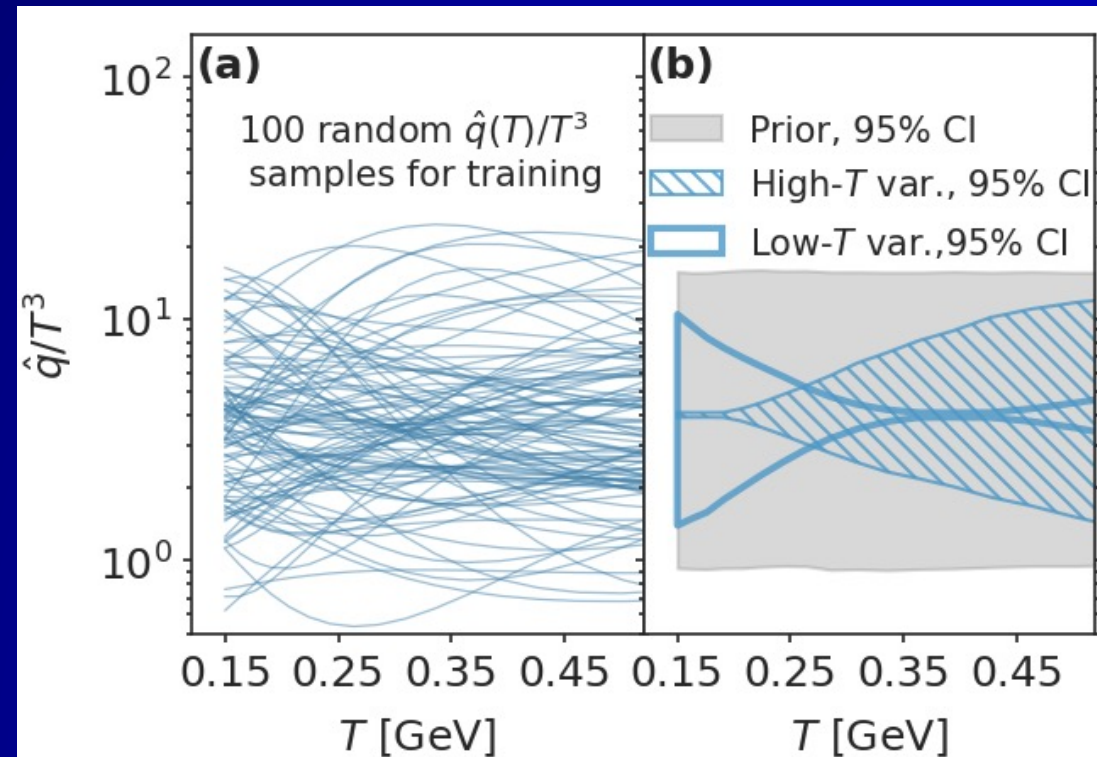 (a)
100 random q̂(T)/T³
samples for training
(b)
Prior, 95% CI
High-T var., 95% CI
Low-T var.,95% CI
q̂/T³
10²
10¹
10⁰
0.15 0.25 0.35 0.45
0.15 0.25 0.35 0.45
T [GeV]
T [GeV]